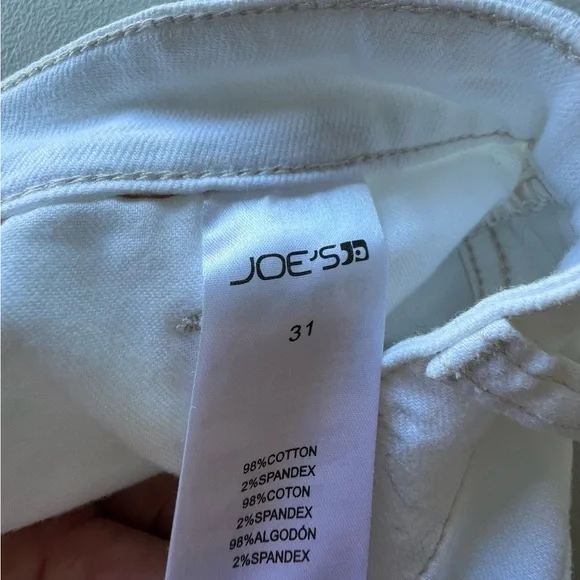 JOE'S
31
98%COTTON
2%SPANDEX
98%COTON
2%SPANDEX
98%ALGODÓN
2%SPANDEX